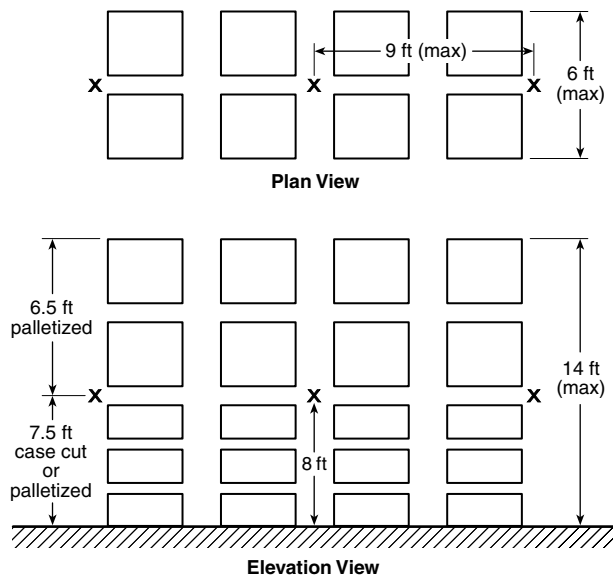 X
9 ft (max)
X
X
6 ft
(max)
Plan View
6.5 ft
palletized
X
X
X
14 ft
(max)
7.5 ft
case cut
or
palletized
8 ft
Elevation View